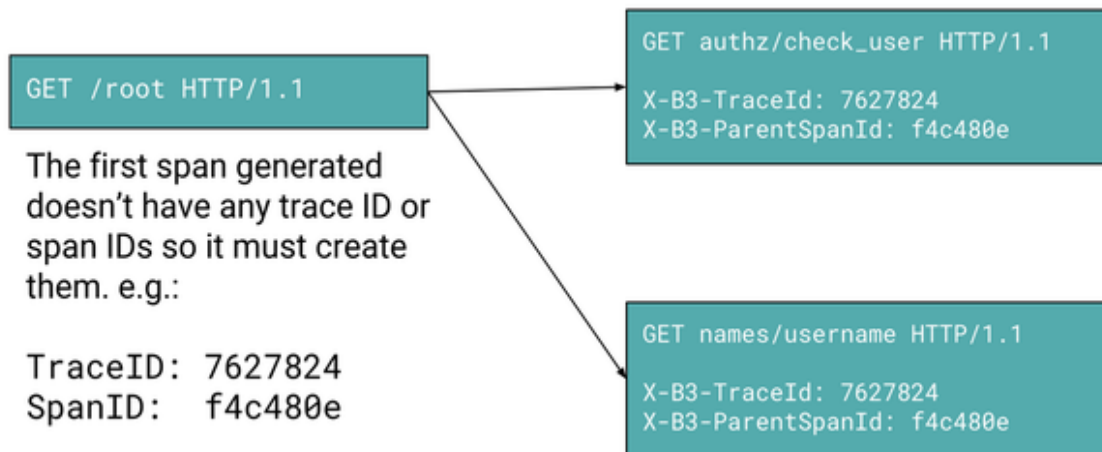 GET /root HTTP/1.1
The first span generated
doesn’t have any trace ID or
span IDs so it must create
them. e.g.:
TraceID: 7627824
SpanID: f4c480e
GET authz/check_user HTTP/1.1
X-B3-TraceId: 7627824
X-B3-ParentSpanId: f4c480e
GET names/username HTTP/1.1
X-B3-TraceId: 7627824
X-B3-ParentSpanId: f4c480e